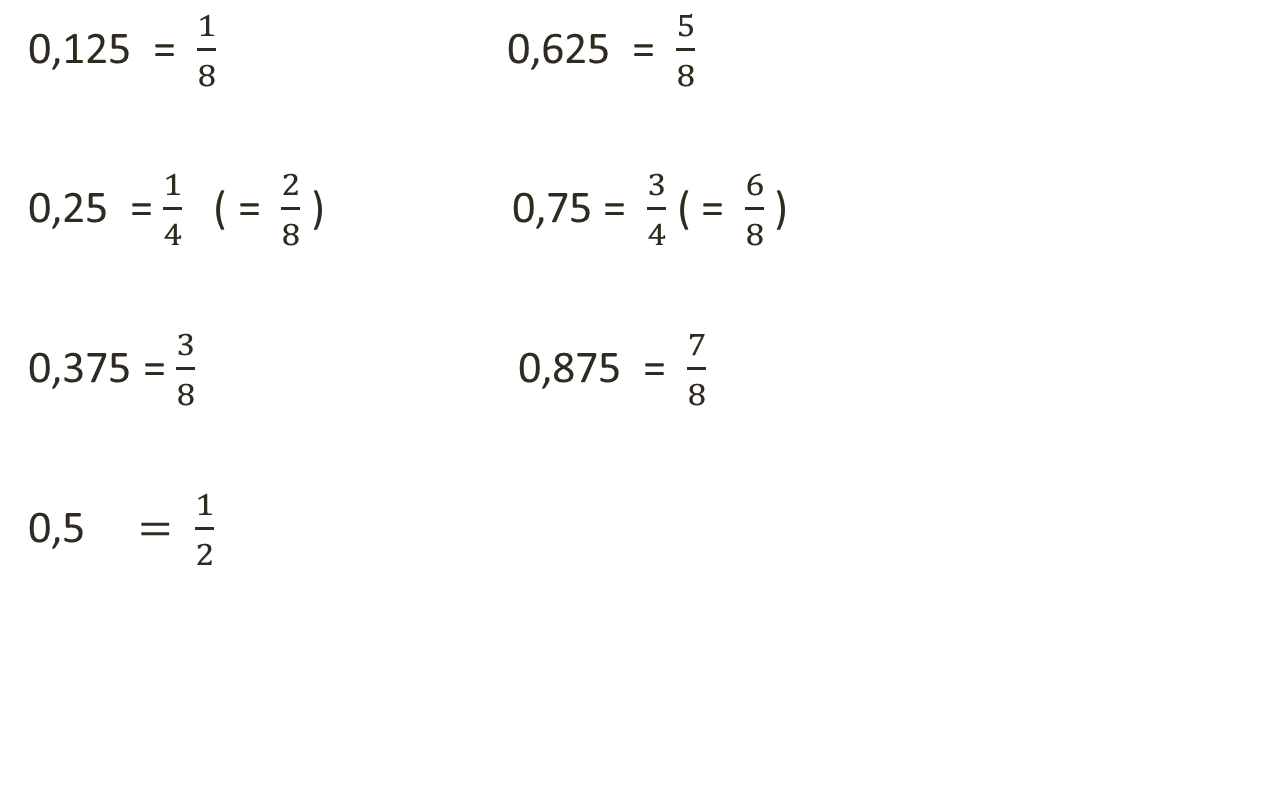 0,125 = 1/8 0,625 = 5/8
0,25 = 1/4 ( = 2/8 ) 0,75 = 3/4 ( = 6/8 )
0,375 = 3/8 0,875 = 7/8
0,5 = 1/2